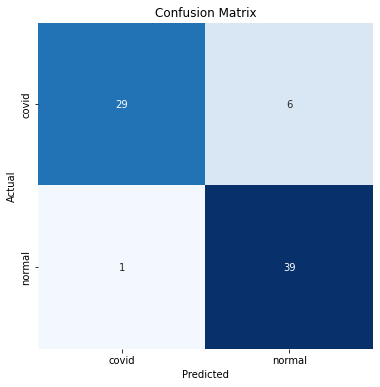 Confusion Matrix
covid
29
6
Actual
normal
1
39
covid
normal
Predicted